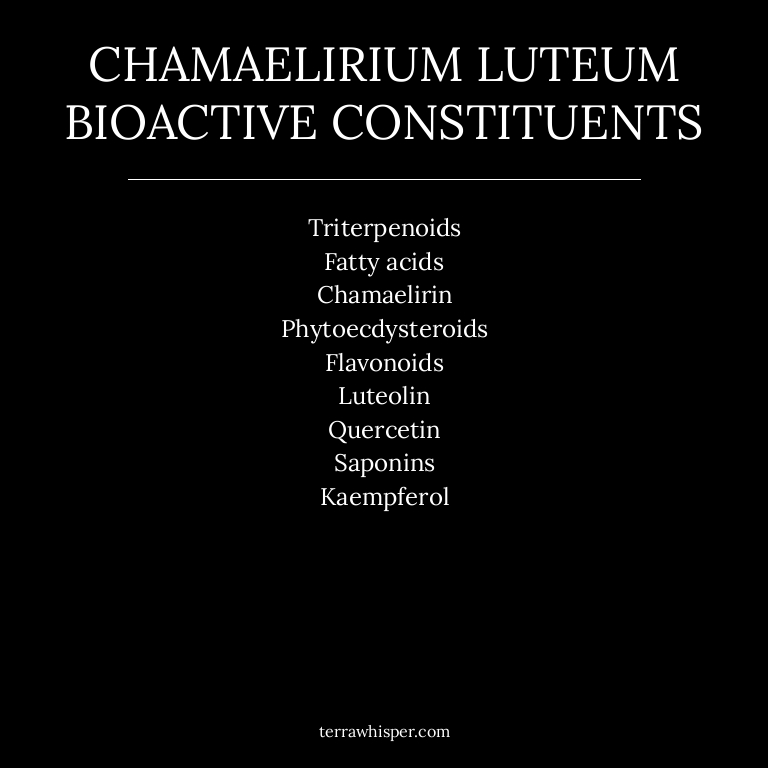 CHAMAELIRIUM LUTEUM
BIOACTIVE CONSTITUENTS
Triterpenoids
Fatty acids
Chamaelirin
Phytoecdysteroids
Flavonoids
Luteolin
Quercetin
Saponins
Kaempferol
terrawhisper.com